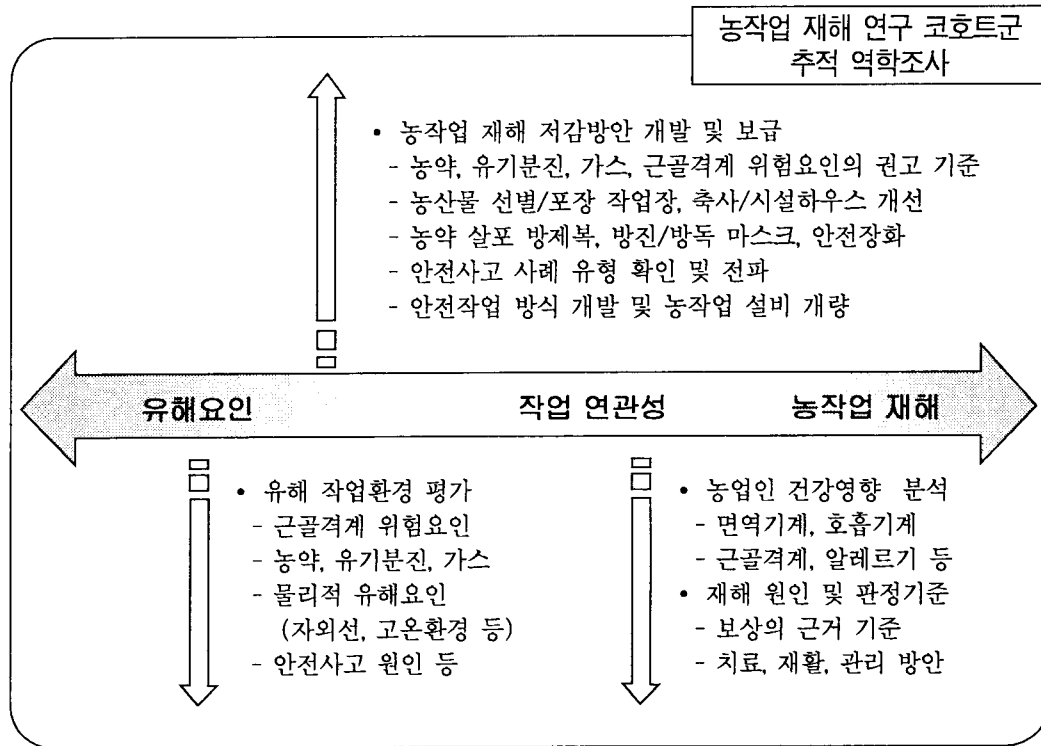 농작업 재해 연구 코호트군
추적 역학조사
• 농작업 재해 저감방안 개발 및 보급
- 농약, 유기분진, 가스, 근골격계 위험요인의 권고 기준
- 농산물 선별/포장 작업장, 축사/시설하우스 개선
- 농약 살포 방제복, 방진/방독 마스크, 안전장화
- 안전사고 사례 유형 확인 및 전파
- 안전작업 방식 개발 및 농작업 설비 개량
유해요인 작업 연관성 농작업 재해
• 유해 작업환경 평가
- 근골격계 위험요인
- 농약, 유기분진, 가스
- 물리적 유해요인
(자외선, 고온환경 등)
- 안전사고 원인 등
• 농업인 건강영향 분석
- 면역기계, 호흡기계
- 근골격계, 알레르기 등
• 재해 원인 및 판정기준
- 보상의 근거 기준
- 치료, 재활, 관리 방안